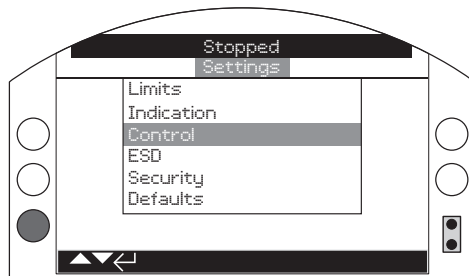 Stopped
Settings
Limits
Indication
Control
ESD
Security
Defaults